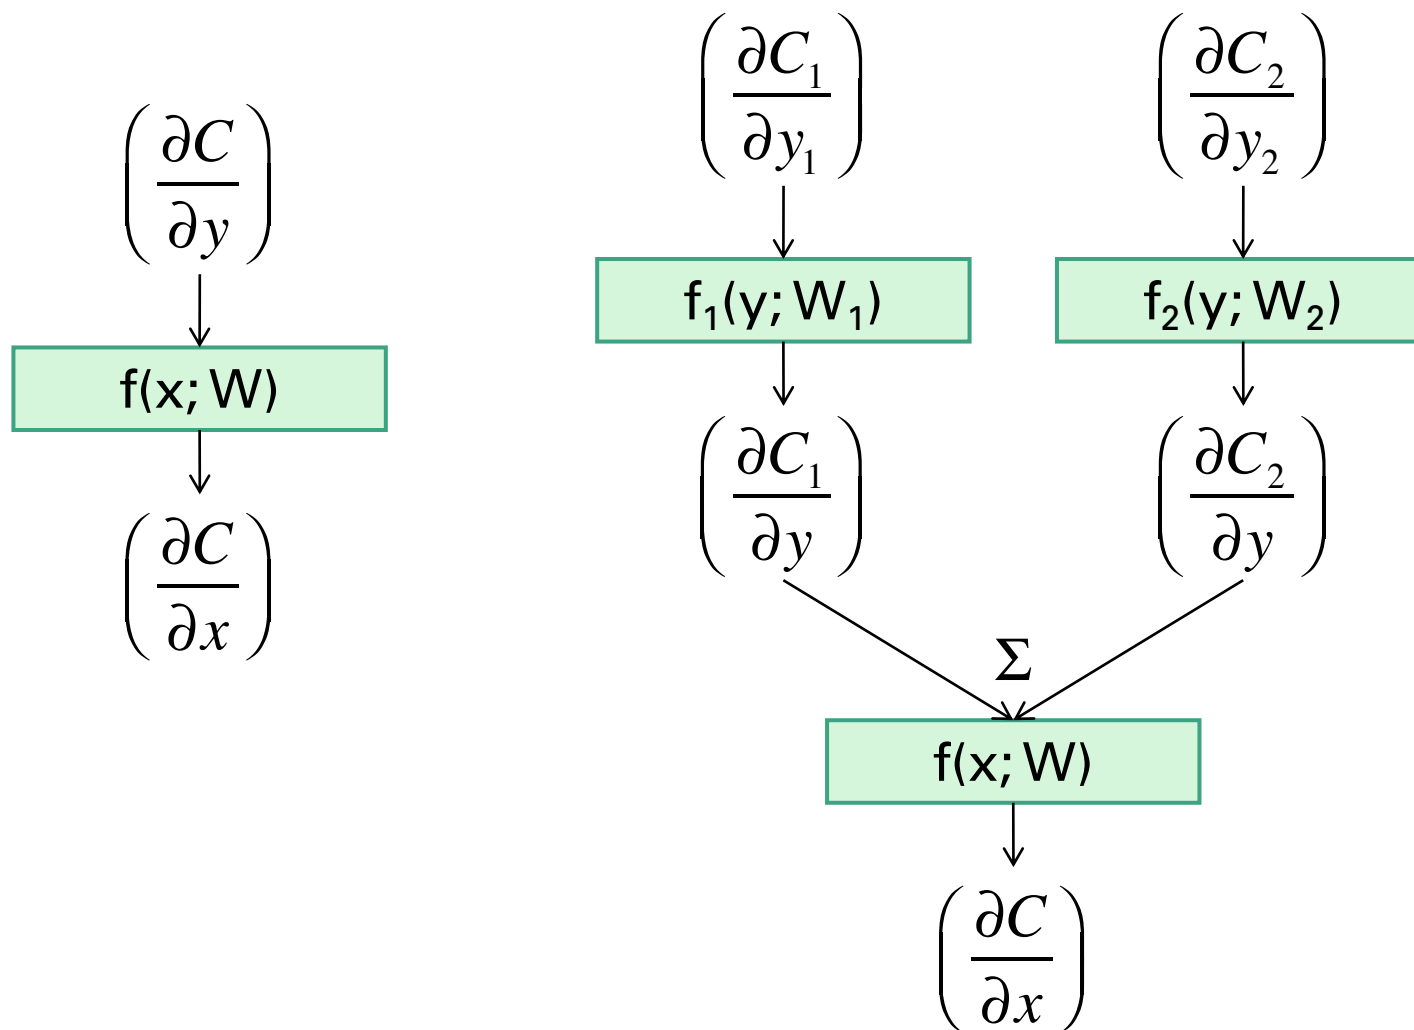 (∂C/∂y)
f(x; W)
(∂C/∂x)
(∂C₁/∂y₁) (∂C₂/∂y₂)
f₁(y; W₁) f₂(y; W₂)
(∂C₁/∂y) (∂C₂/∂y)
Σ
f(x; W)
(∂C/∂x)